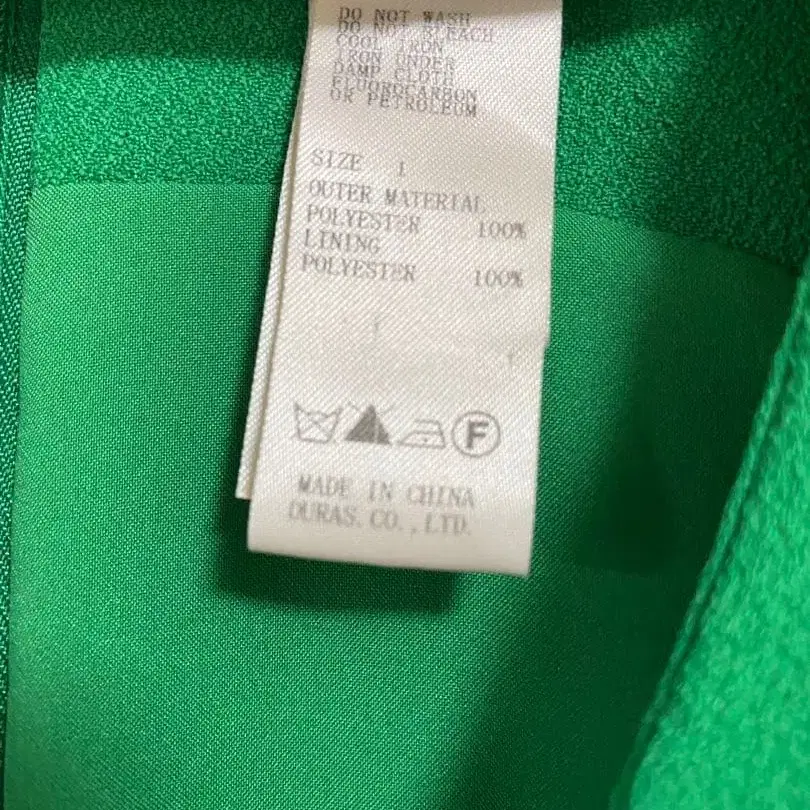 DO NOT WASH
DO NOT BLEACH
COOL IRON
IRON UNDER
DAMP CLOTH
FLUOROCARBON
OR PETROLEUM
SIZE 1
OUTER MATERIAL
POLYESTER 100%
LINING
POLYESTER 100%
F
MADE IN CHINA
DURAS.CO.,LTD.